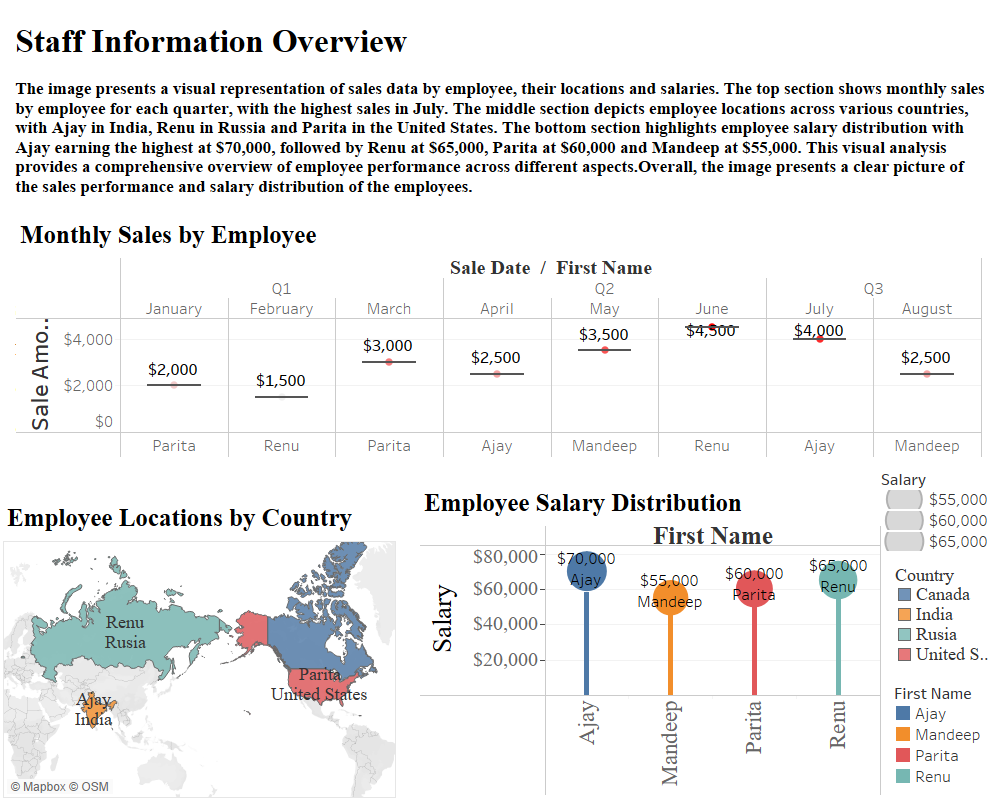 Staff Information Overview
The image presents a visual representation of sales data by employee, their locations and salaries. The top section shows monthly sales
by employee for each quarter, with the highest sales in July. The middle section depicts employee locations across various countries,
with Ajay in India, Renu in Russia and Parita in the United States. The bottom section highlights employee salary distribution with
Ajay earning the highest at $70,000, followed by Renu at $65,000, Parita at $60,000 and Mandeep at $55,000. This visual analysis
provides a comprehensive overview of employee performance across different aspects.Overall, the image presents a clear picture of
the sales performance and salary distribution of the employees.
Monthly Sales by Employee
Sale Date / First Name
Q1 Q2 Q3
January February March April May June July August
Sale Amo..
$4,000
$2,000
$0
$2,000 $1,500 $3,000 $2,500 $3,500 $4,500 $4,000 $2,500
Parita Renu Parita Ajay Mandeep Renu Ajay Mandeep
Employee Locations by Country
Renu
Rusia
Parita
United States
Ajay
India
© Mapbox © OSM
Employee Salary Distribution
First Name
Salary
$80,000
$60,000
$40,000
$20,000
$70,000
Ajay
$55,000
Mandeep
$60,000
Parita
$65,000
Renu
Ajay Mandeep Parita Renu
Salary
$55,000
$60,000
$65,000
Country
Canada
India
Rusia
United S..
First Name
Ajay
Mandeep
Parita
Renu